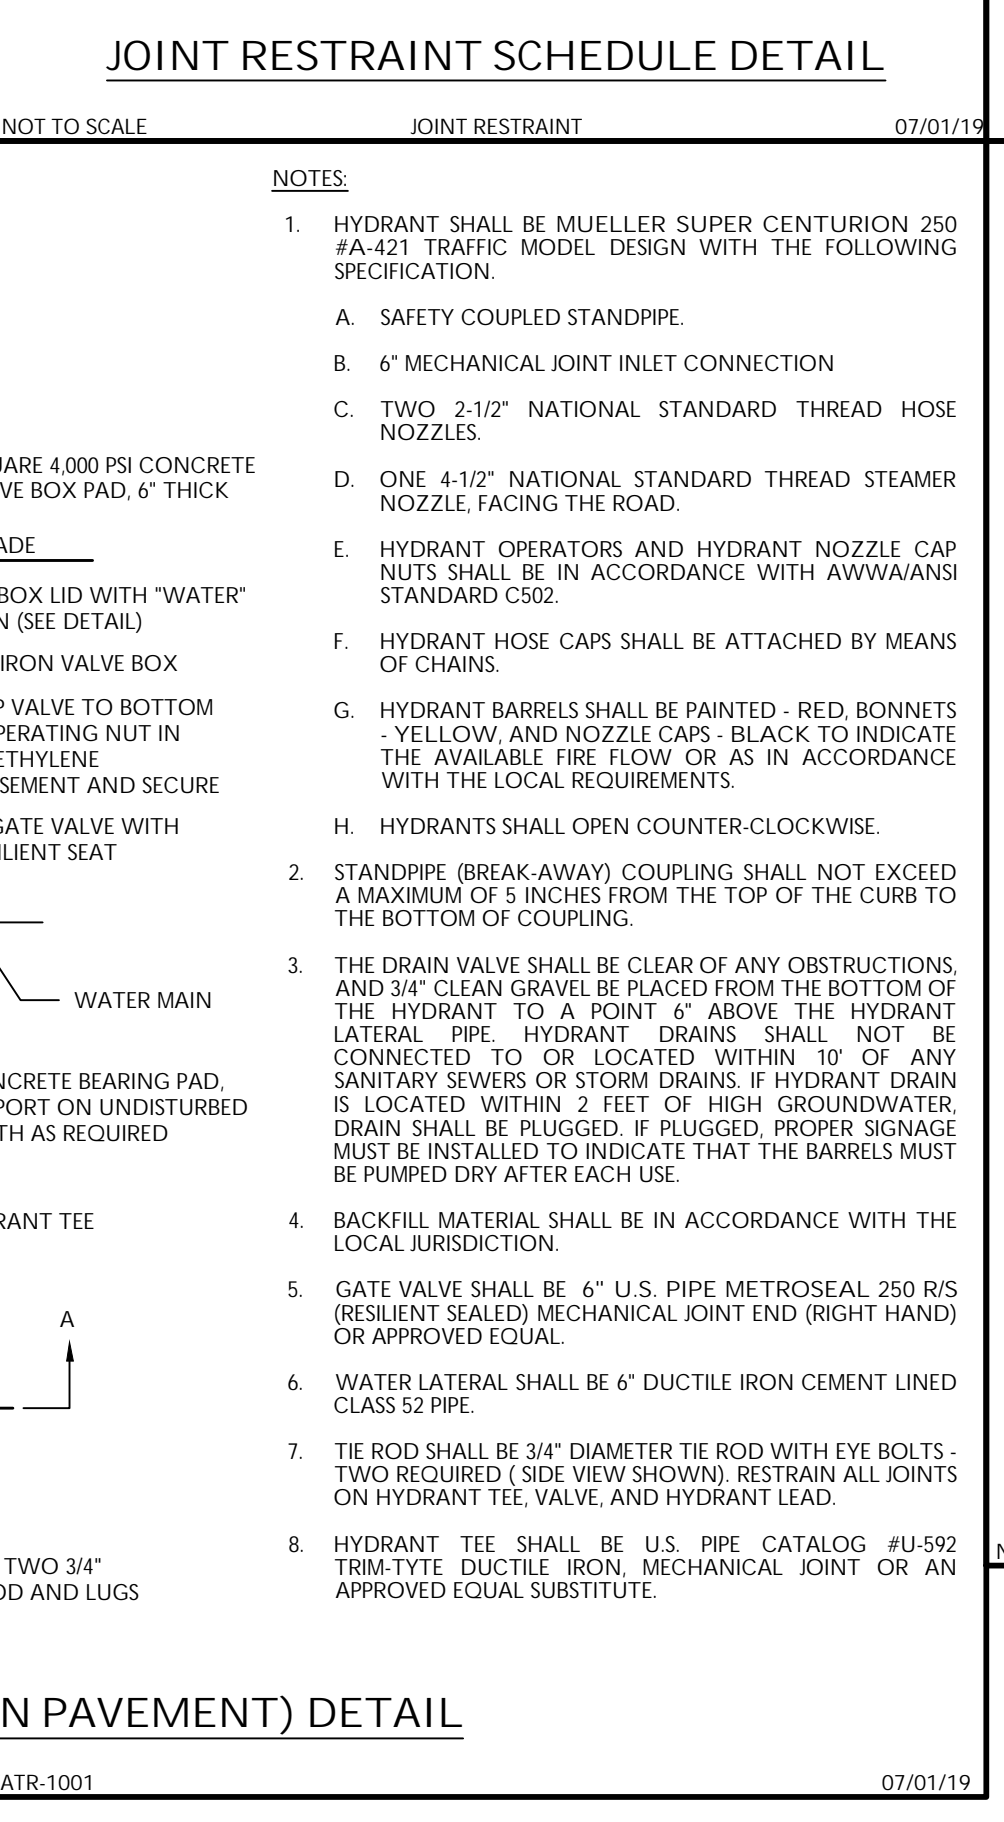 JOINT RESTRAINT SCHEDULE DETAIL
NOT TO SCALE
JOINT RESTRAINT
07/01/19
NOTES:
1. HYDRANT SHALL BE MUELLER SUPER CENTURION 250
#A-421 TRAFFIC MODEL DESIGN WITH THE FOLLOWING
SPECIFICATION.
A. SAFETY COUPLED STANDPIPE.
B. 6" MECHANICAL JOINT INLET CONNECTION
C. TWO 2-1/2" NATIONAL STANDARD THREAD HOSE
NOZZLES.
D. ONE 4-1/2" NATIONAL STANDARD THREAD STEAMER
NOZZLE, FACING THE ROAD.
E. HYDRANT OPERATORS AND HYDRANT NOZZLE CAP
NUTS SHALL BE IN ACCORDANCE WITH AWWA/ANSI
STANDARD C502.
F. HYDRANT HOSE CAPS SHALL BE ATTACHED BY MEANS
OF CHAINS.
G. HYDRANT BARRELS SHALL BE PAINTED - RED, BONNETS
- YELLOW, AND NOZZLE CAPS - BLACK TO INDICATE
THE AVAILABLE FIRE FLOW OR AS IN ACCORDANCE
WITH THE LOCAL REQUIREMENTS.
H. HYDRANTS SHALL OPEN COUNTER-CLOCKWISE.
2. STANDPIPE (BREAK-AWAY) COUPLING SHALL NOT EXCEED
A MAXIMUM OF 5 INCHES FROM THE TOP OF THE CURB TO
THE BOTTOM OF COUPLING.
3. THE DRAIN VALVE SHALL BE CLEAR OF ANY OBSTRUCTIONS,
AND 3/4" CLEAN GRAVEL BE PLACED FROM THE BOTTOM OF
THE HYDRANT TO A POINT 6" ABOVE THE HYDRANT
LATERAL PIPE. HYDRANT DRAINS SHALL NOT BE
CONNECTED TO OR LOCATED WITHIN 10' OF ANY
SANITARY SEWERS OR STORM DRAINS. IF HYDRANT DRAIN
IS LOCATED WITHIN 2 FEET OF HIGH GROUNDWATER,
DRAIN SHALL BE PLUGGED. IF PLUGGED, PROPER SIGNAGE
MUST BE INSTALLED TO INDICATE THAT THE BARRELS MUST
BE PUMPED DRY AFTER EACH USE.
4. BACKFILL MATERIAL SHALL BE IN ACCORDANCE WITH THE
LOCAL JURISDICTION.
5. GATE VALVE SHALL BE 6" U.S. PIPE METROSEAL 250 R/S
(RESILIENT SEALED) MECHANICAL JOINT END (RIGHT HAND)
OR APPROVED EQUAL.
6. WATER LATERAL SHALL BE 6" DUCTILE IRON CEMENT LINED
CLASS 52 PIPE.
7. TIE ROD SHALL BE 3/4" DIAMETER TIE ROD WITH EYE BOLTS -
TWO REQUIRED ( SIDE VIEW SHOWN). RESTRAIN ALL JOINTS
ON HYDRANT TEE, VALVE, AND HYDRANT LEAD.
8. HYDRANT TEE SHALL BE U.S. PIPE CATALOG #U-592
TRIM-TYTE DUCTILE IRON, MECHANICAL JOINT OR AN
APPROVED EQUAL SUBSTITUTE.
UARE 4,000 PSI CONCRETE
VE BOX PAD, 6" THICK
ADE
BOX LID WITH "WATER"
N (SEE DETAIL)
IRON VALVE BOX
P VALVE TO BOTTOM
PERATING NUT IN
ETHYLENE
SEMENT AND SECURE
GATE VALVE WITH
ILIENT SEAT
WATER MAIN
NCRETE BEARING PAD,
PORT ON UNDISTURBED
TH AS REQUIRED
RANT TEE
A
TWO 3/4"
OD AND LUGS
N PAVEMENT) DETAIL
ATR-1001
07/01/19